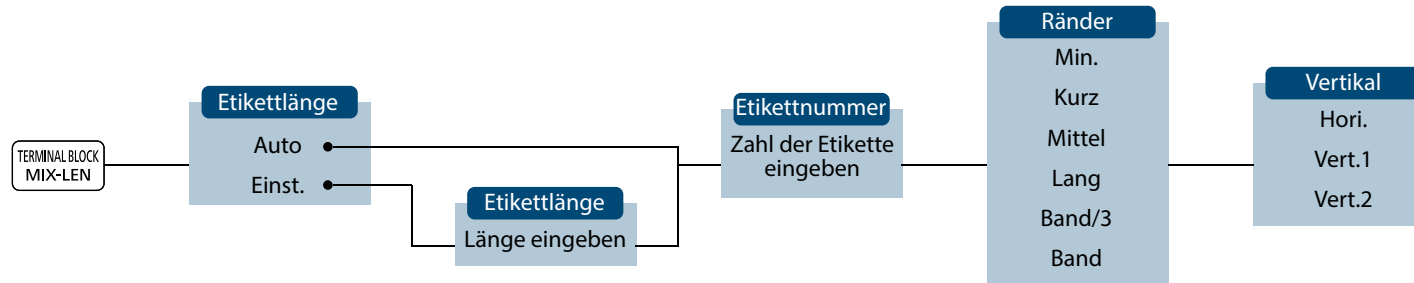 TERMINAL BLOCK
MIX-LEN
Etikettlänge
Auto
Einst.
Etikettlänge
Länge eingeben
Etikettnummer
Zahl der Etikette
eingeben
Ränder
Min.
Kurz
Mittel
Lang
Band/3
Band
Vertikal
Hori.
Vert.1
Vert.2